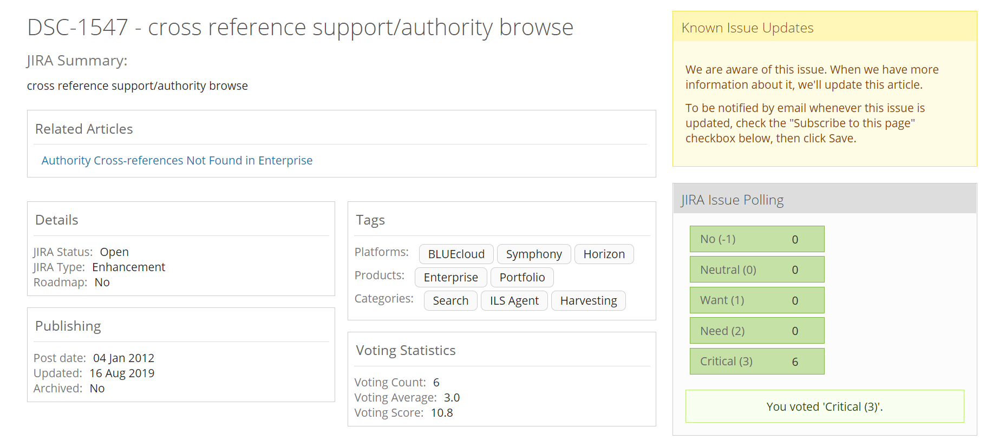 DSC-1547 - cross reference support/authority browse
JIRA Summary:
cross reference support/authority browse
Related Articles
Authority Cross-references Not Found in Enterprise
Details
JIRA Status: Open
JIRA Type: Enhancement
Roadmap: No
Publishing
Post date: 04 Jan 2012
Updated: 16 Aug 2019
Archived: No
Tags
Platforms: BLUEcloud Symphony Horizon
Products: Enterprise Portfolio
Categories: Search ILS Agent Harvesting
Voting Statistics
Voting Count: 6
Voting Average: 3.0
Voting Score: 10.8
Known Issue Updates
We are aware of this issue. When we have more
information about it, we'll update this article.
To be notified by email whenever this issue is
updated, check the "Subscribe to this page"
checkbox below, then click Save.
JIRA Issue Polling
No (-1) 0
Neutral (0) 0
Want (1) 0
Need (2) 0
Critical (3) 6
You voted 'Critical (3)'.